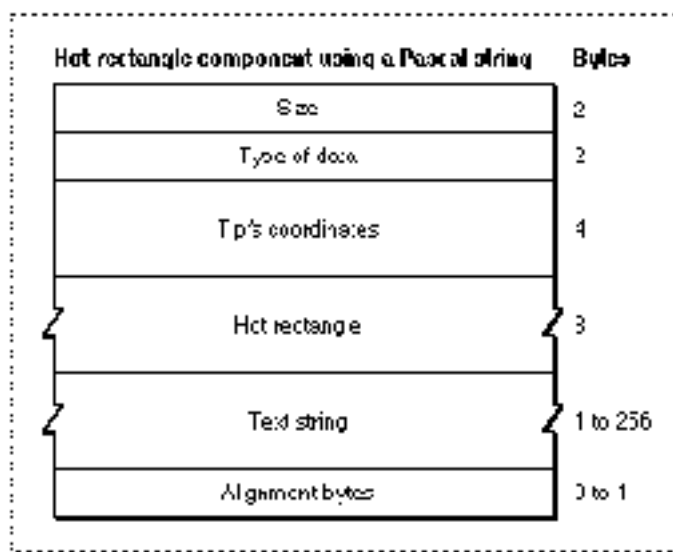 Hot rectangle component using a Pascal string Bytes
Size 2
Type of data 2
Tip's coordinates 4
Hot rectangle 8
Text string 1 to 256
Alignment bytes 0 to 1